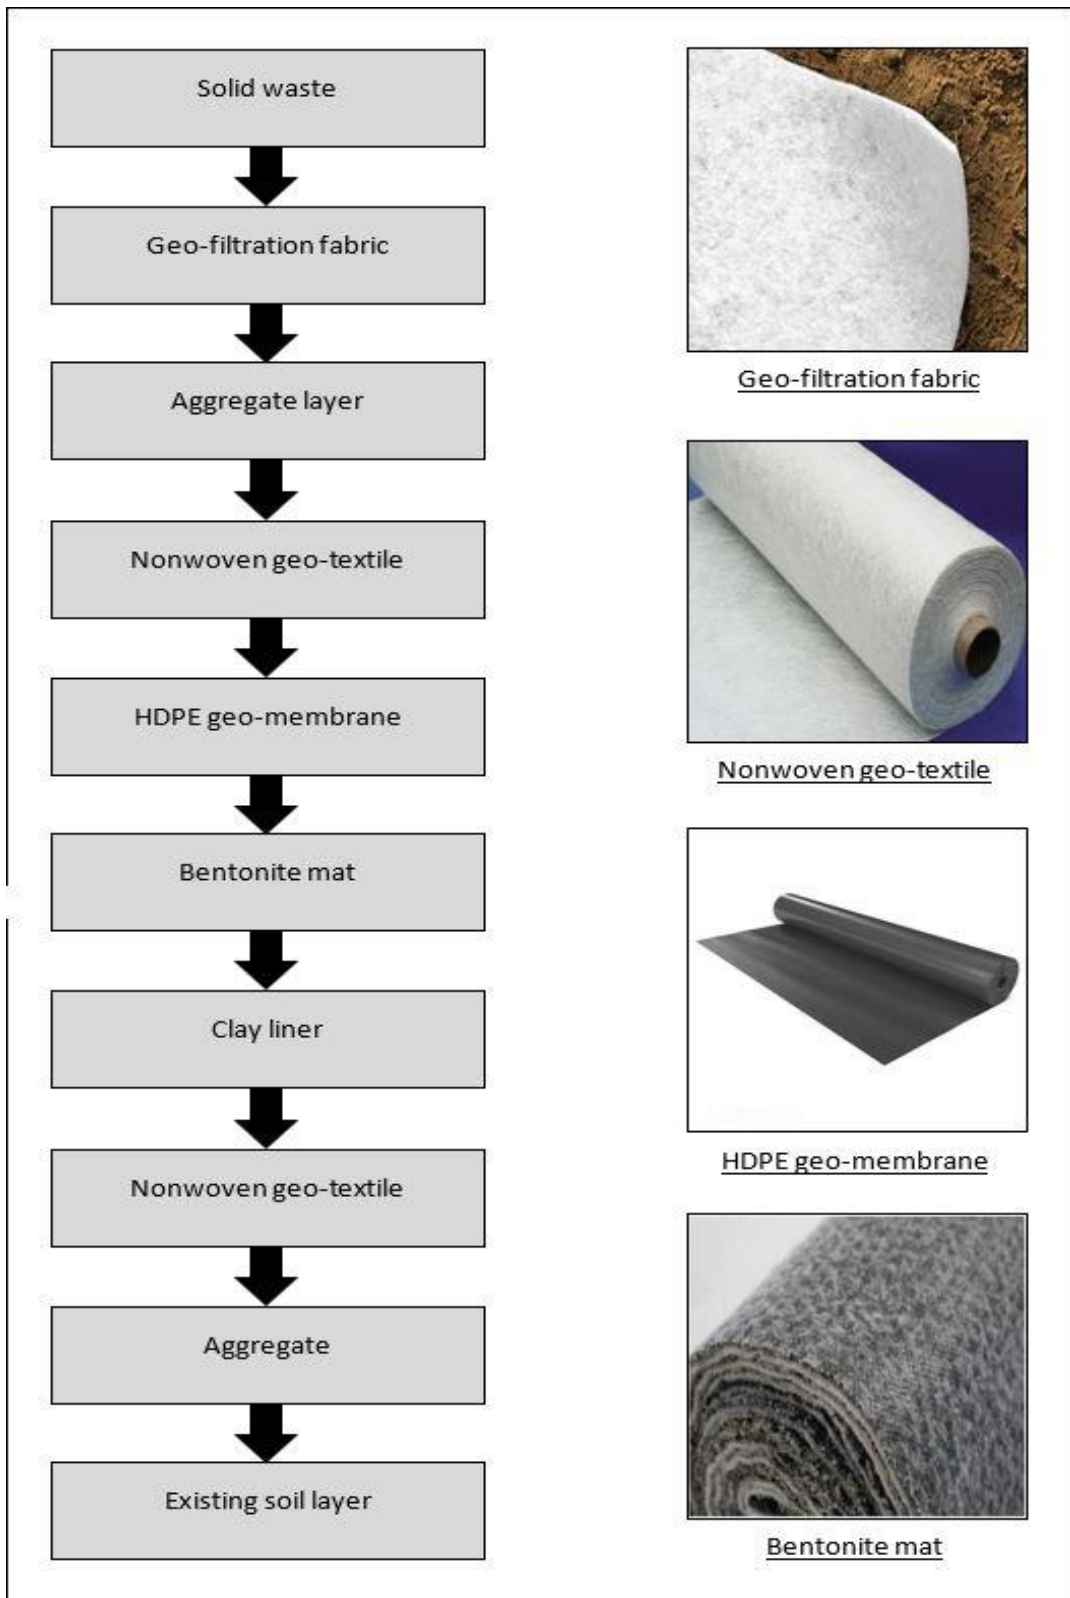 Solid waste
Geo-filtration fabric
Aggregate layer
Nonwoven geo-textile
HDPE geo-membrane
Bentonite mat
Clay liner
Nonwoven geo-textile
Aggregate
Existing soil layer
Geo-filtration fabric
Nonwoven geo-textile
HDPE geo-membrane
Bentonite mat